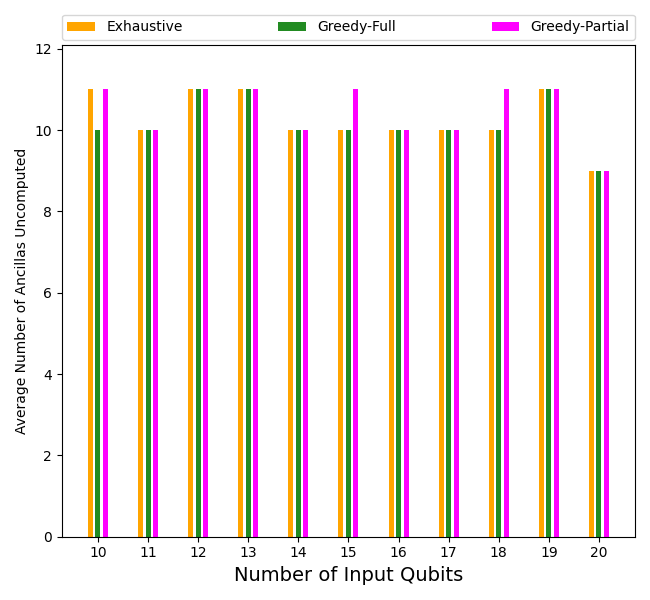 Exhaustive Greedy-Full Greedy-Partial
Average Number of Ancillas Uncomputed
12
10
8
6
4
2
0
10 11 12 13 14 15 16 17 18 19 20
Number of Input Qubits